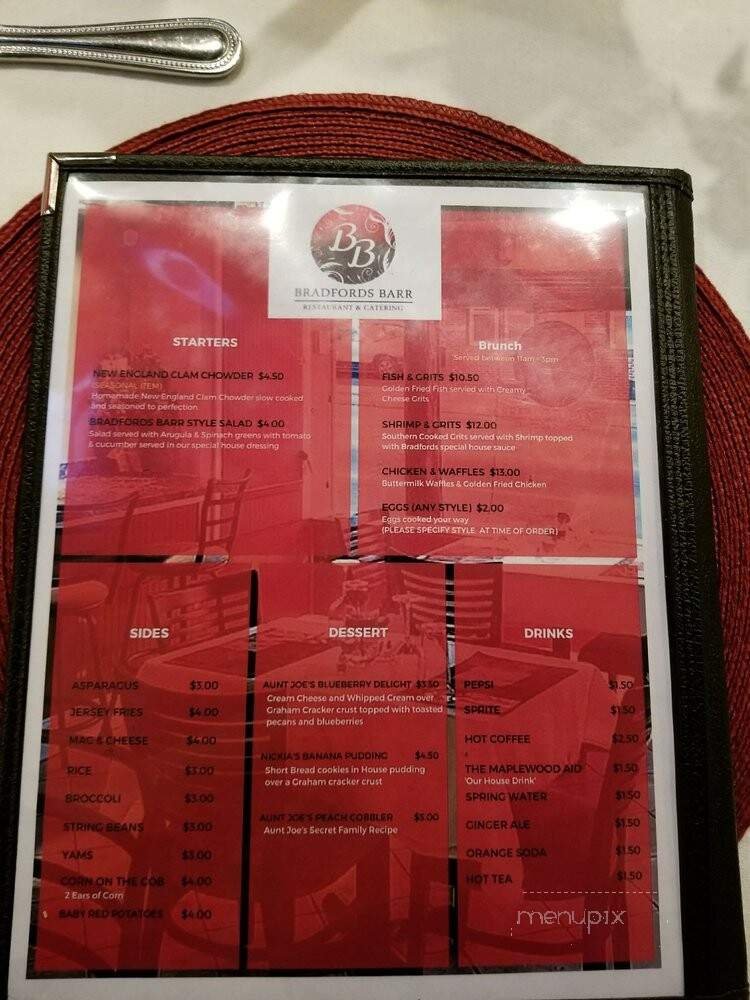 BB
BRADFORDS BARR
RESTAURANT & CATERING
STARTERS
NEW ENGLAND CLAM CHOWDER $4.50
(SEASONAL ITEM)
Homemade New England Clam Chowder slow cooked
and seasoned to perfection
BRADFORDS BARR STYLE SALAD $4.00
Salad served with Arugula & Spinach greens with tomato
& cucumber served in our special house dressing
Brunch
Served between 11am - 3pm
FISH & GRITS $10.50
Golden Fried Fish servied with Creamy
Cheese Grits
SHRIMP & GRITS $12.00
Southern Cooked Grits served with Shrimp topped
with Bradfords special house sauce
CHICKEN & WAFFLES $13.00
Buttermilk Waffles & Golden Fried Chicken
EGGS (ANY STYLE) $2.00
Eggs cooked your way
(PLEASE SPECIFY STYLE AT TIME OF ORDER)
SIDES
ASPARAGUS $3.00
JERSEY FRIES $4.00
MAC & CHEESE $4.00
RICE $3.00
BROCCOLI $3.00
STRING BEANS $3.00
YAMS $3.00
CORN ON THE COB $4.00
2 Ears of Corn
BABY RED POTATOES $4.00
DESSERT
AUNT JOE'S BLUEBERRY DELIGHT $3.50
Cream Cheese and Whipped Cream over
Graham Cracker crust topped with toasted
pecans and blueberries
NICKIA'S BANANA PUDDING $4.50
Short Bread cookies in House pudding
over a Graham cracker crust
AUNT JOE'S PEACH COBBLER $3.00
Aunt Joe's Secret Family Recipe
DRINKS
PEPSI $1.50
SPRITE $1.50
HOT COFFEE $2.50
THE MAPLEWOOD AID $1.50
'Our House Drink'
SPRING WATER $1.50
GINGER ALE $1.50
ORANGE SODA $1.50
HOT TEA $1.50
menupix